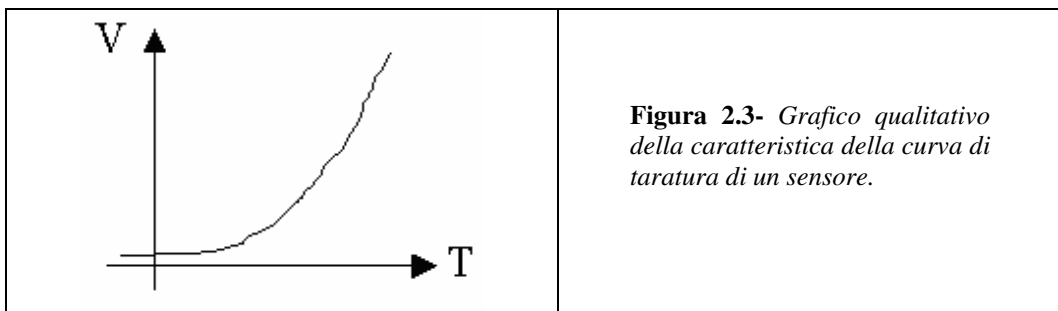 V
T
Figura 2.3- Grafico qualitativo
della caratteristica della curva di
taratura di un sensore.